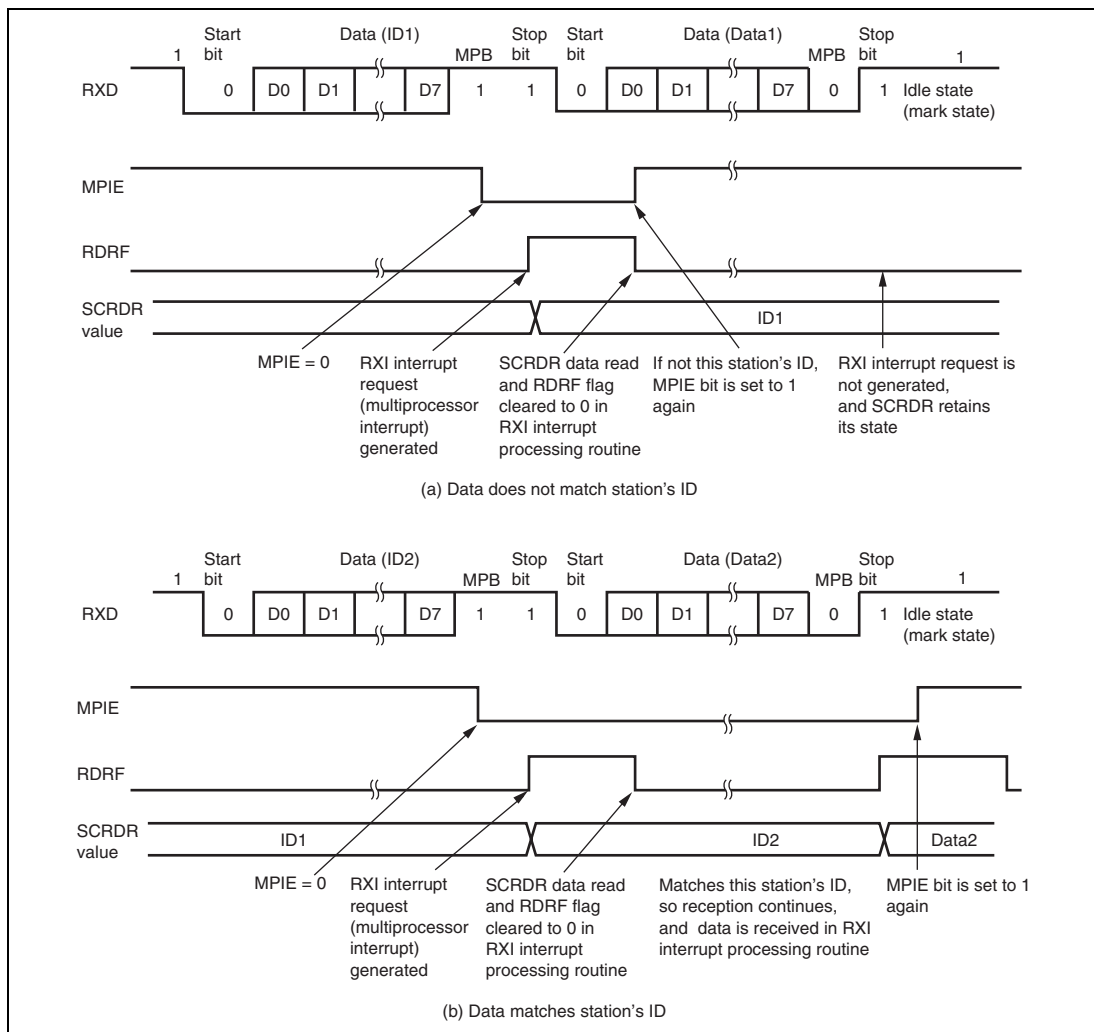 Start bit Data (ID1) MPB Stop bit Start bit Data (Data1) MPB Stop bit
1 1
RXD 0 D0 D1 D7 1 1 0 D0 D1 D7 0 1 Idle state (mark state)
MPIE
RDRF
SCRDR value
ID1
MPIE = 0
RXI interrupt
request
(multiprocessor
interrupt)
generated
SCRDR data read
and RDRF flag
cleared to 0 in
RXI interrupt
processing routine
If not this station's ID,
MPIE bit is set to 1
again
RXI interrupt request is
not generated,
and SCRDR retains
its state
(a) Data does not match station's ID
Start bit Data (ID2) MPB Stop bit Start bit Data (Data2) MPB Stop bit
1 1
RXD 0 D0 D1 D7 1 1 0 D0 D1 D7 0 1 Idle state (mark state)
MPIE
RDRF
SCRDR value
ID1 ID2 Data2
MPIE = 0
RXI interrupt
request
(multiprocessor
interrupt)
generated
SCRDR data read
and RDRF flag
cleared to 0 in
RXI interrupt
processing routine
Matches this station's ID,
so reception continues,
and data is received in RXI
interrupt processing routine
MPIE bit is set to 1
again
(b) Data matches station's ID